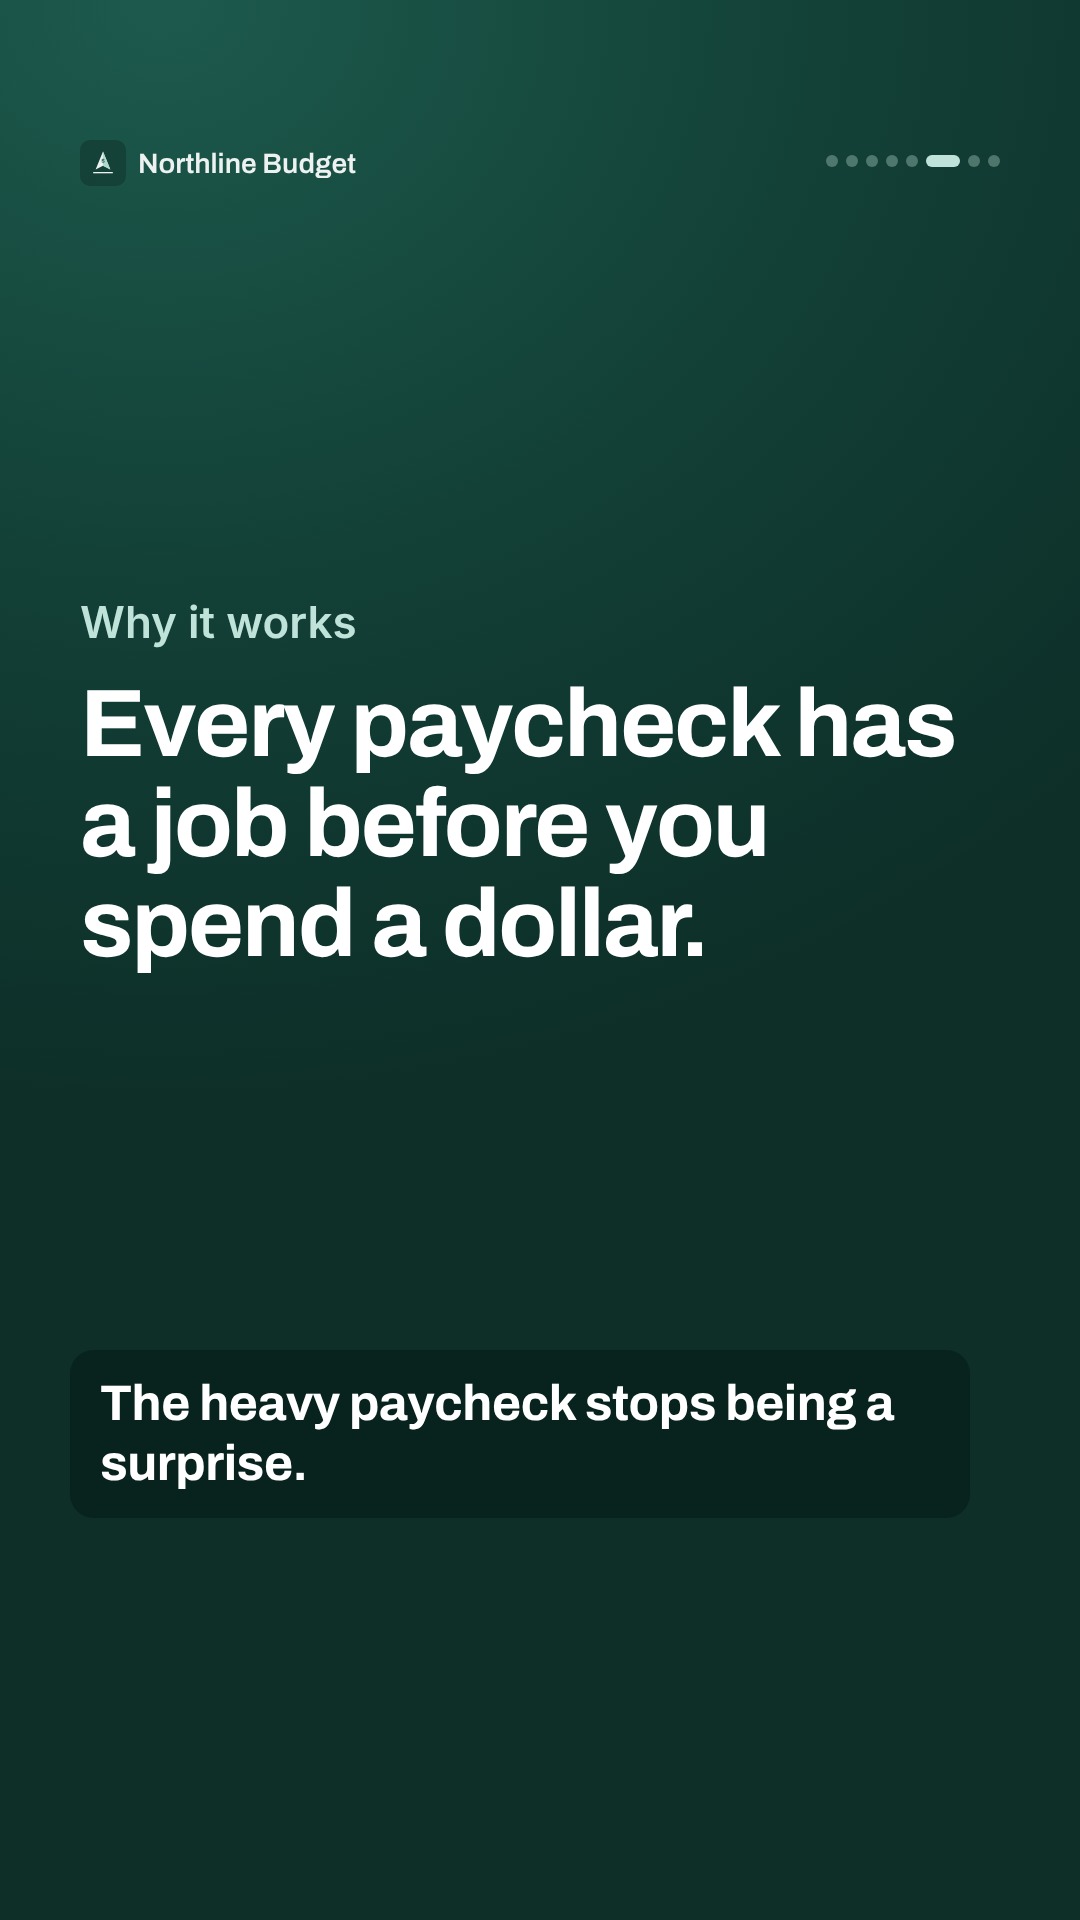 Northline Budget
Why it works
Every paycheck has
a job before you
spend a dollar.
The heavy paycheck stops being a
surprise.